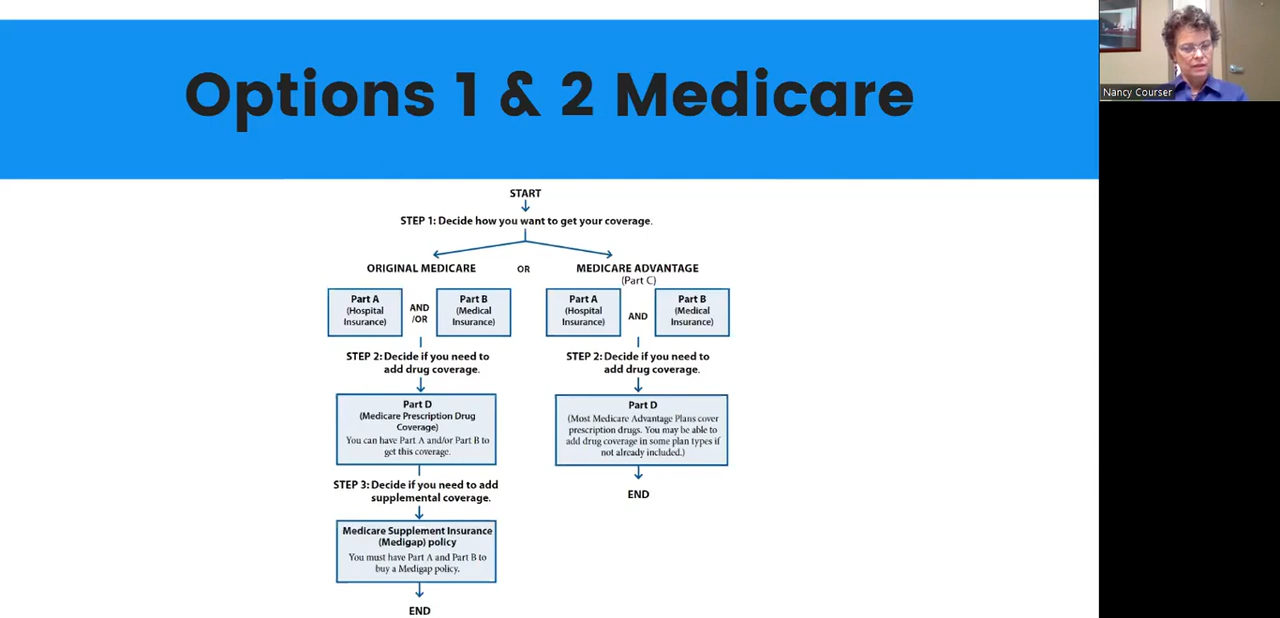 Options 1 & 2 Medicare
Nancy Courser
START
STEP 1: Decide how you want to get your coverage.
ORIGINAL MEDICARE
OR
MEDICARE ADVANTAGE
(Part C)
Part A
(Hospital
Insurance)
AND
/OR
Part B
(Medical
Insurance)
Part A
(Hospital
Insurance)
AND
Part B
(Medical
Insurance)
STEP 2: Decide if you need to
add drug coverage.
STEP 2: Decide if you need to
add drug coverage.
Part D
(Medicare Prescription Drug
Coverage)
You can have Part A and/or Part B to
get this coverage.
Part D
(Most Medicare Advantage Plans cover
prescription drugs. You may be able to
add drug coverage in some plan types if
not already included.)
STEP 3: Decide if you need to add
supplemental coverage.
END
Medicare Supplement Insurance
(Medigap) policy
You must have Part A and Part B to
buy a Medigap policy.
END